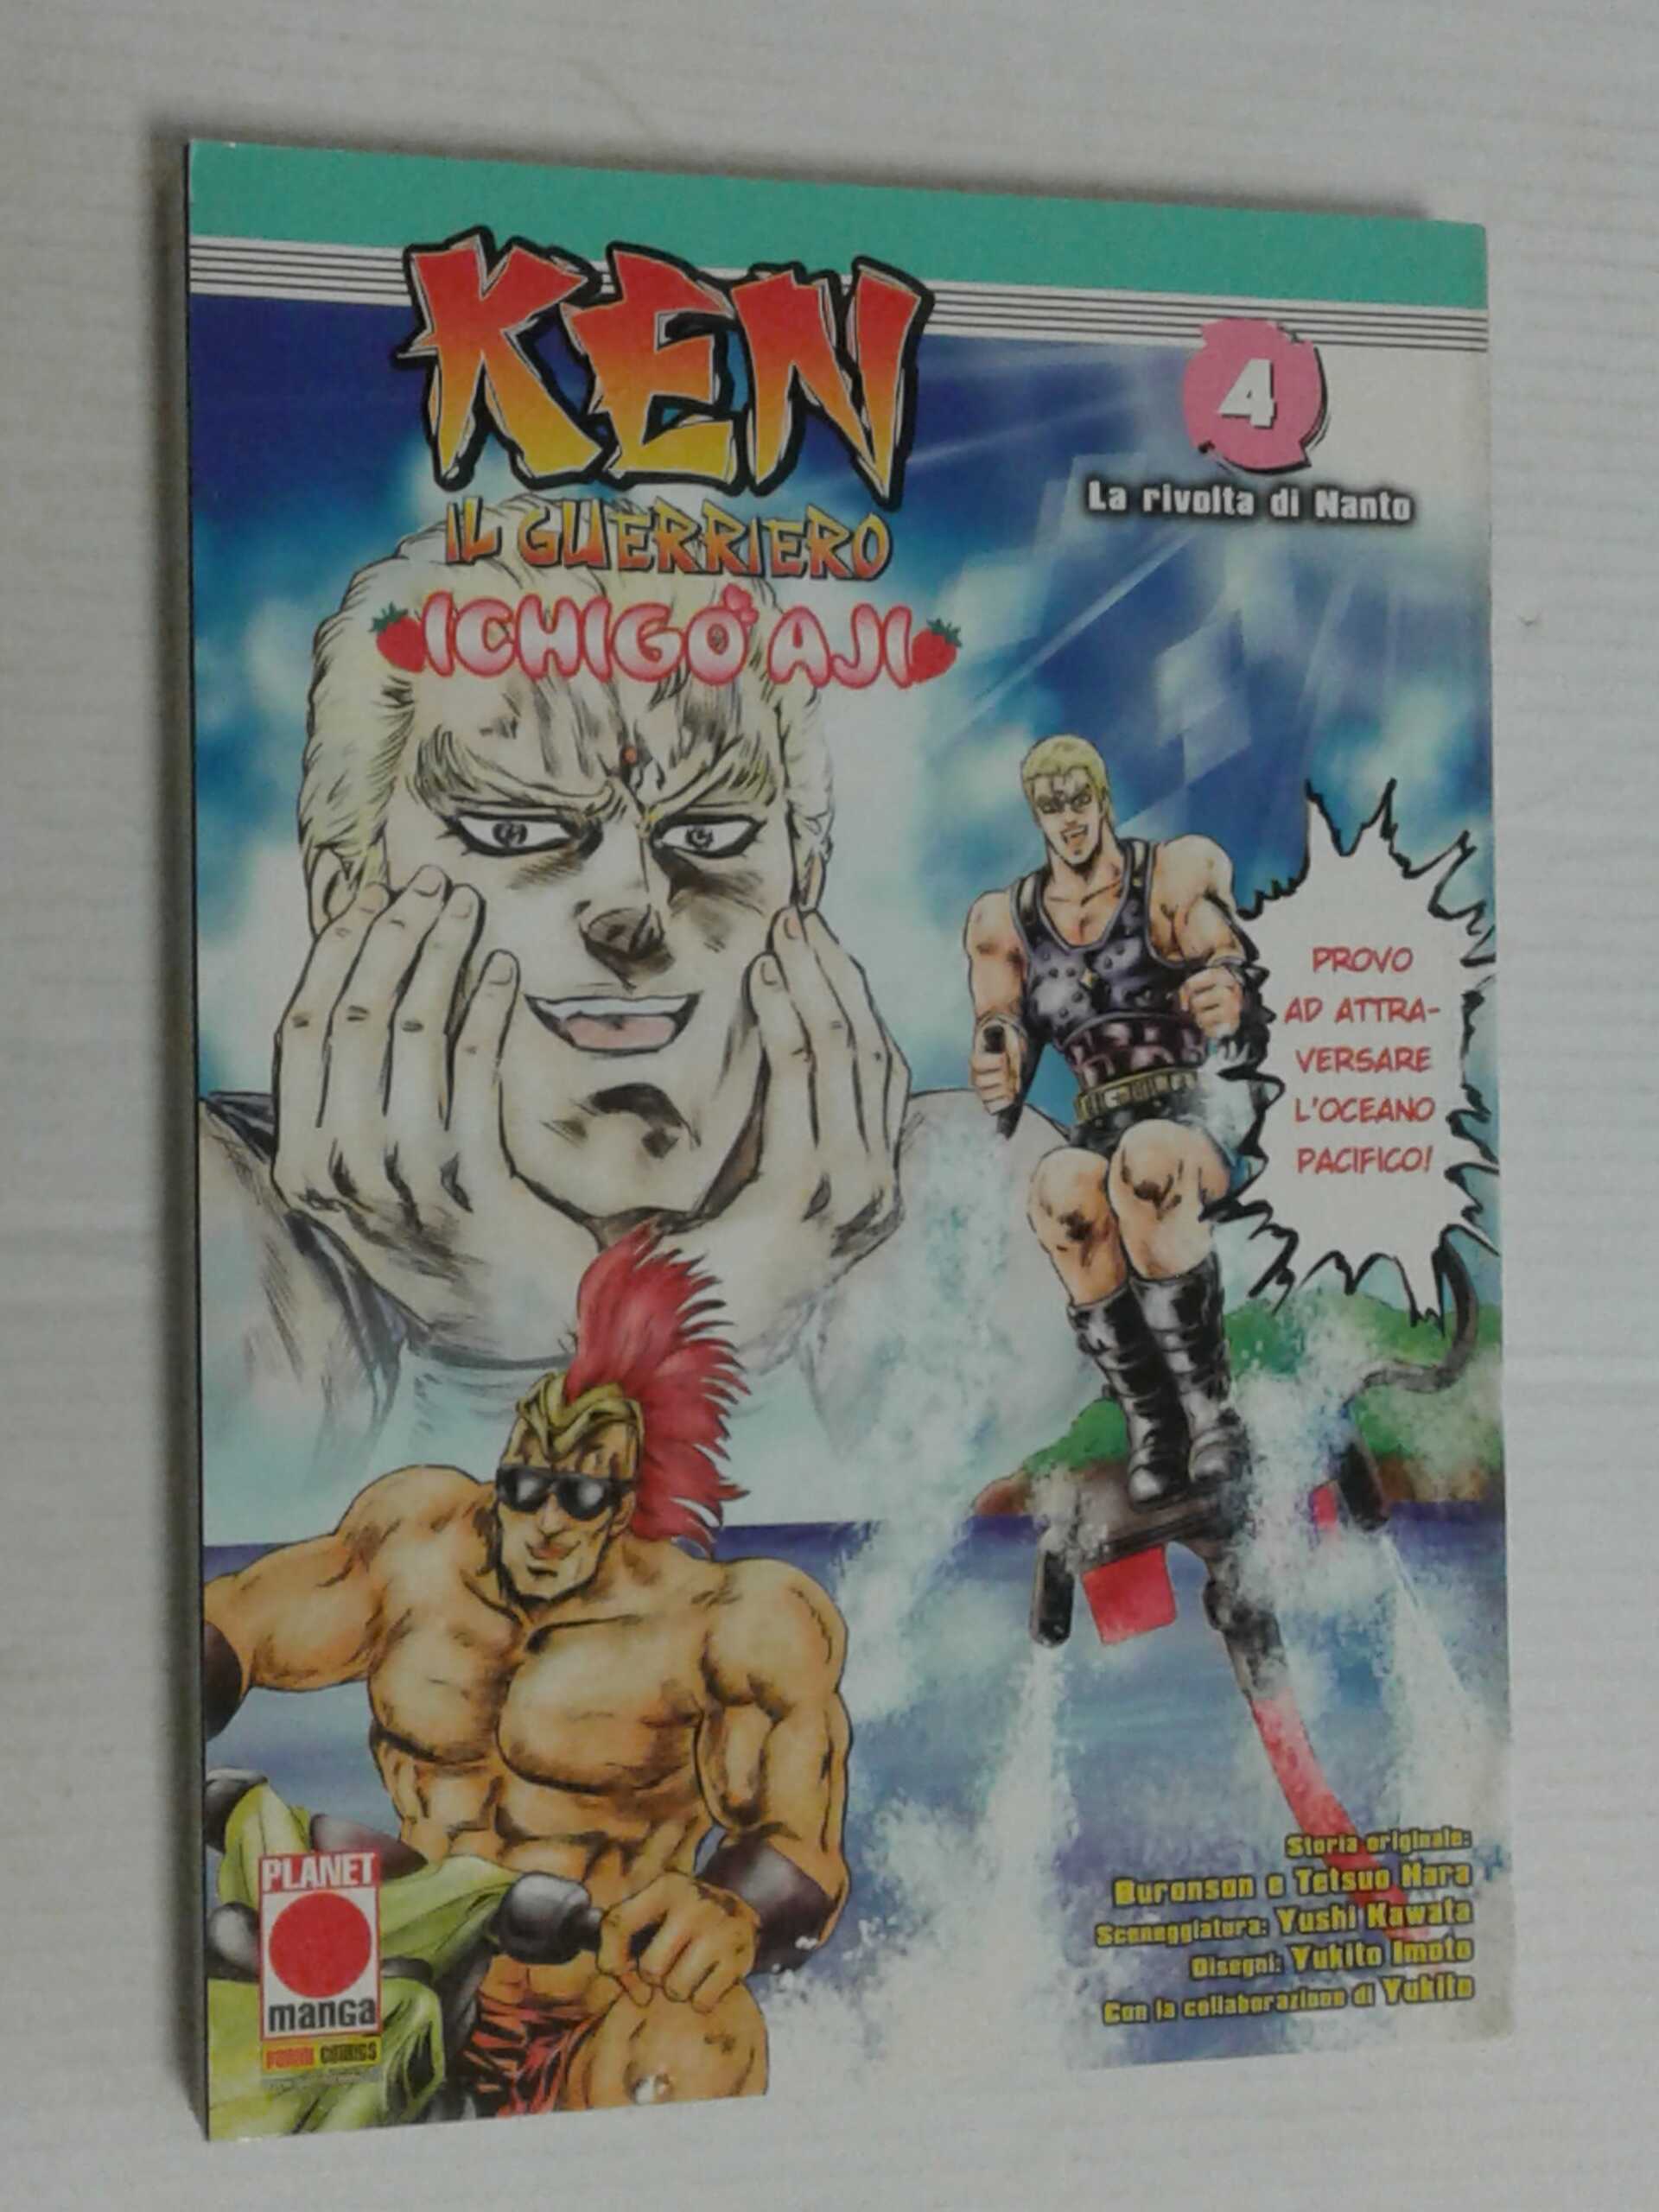 KEN
IL GUERRIERO
ICHIGO AJI
4
La rivolta di Nanto
PROVO
AD ATTRA-
VERSARE
L'OCEANO
PACIFICO!
Storia originale:
Buronson e Tetsuo Hara
Sceneggiatura: Yushi Kawata
Disegni: Yukito Imoto
Con la collaborazione di Yukito
PLANET
manga
PANINI COMICS